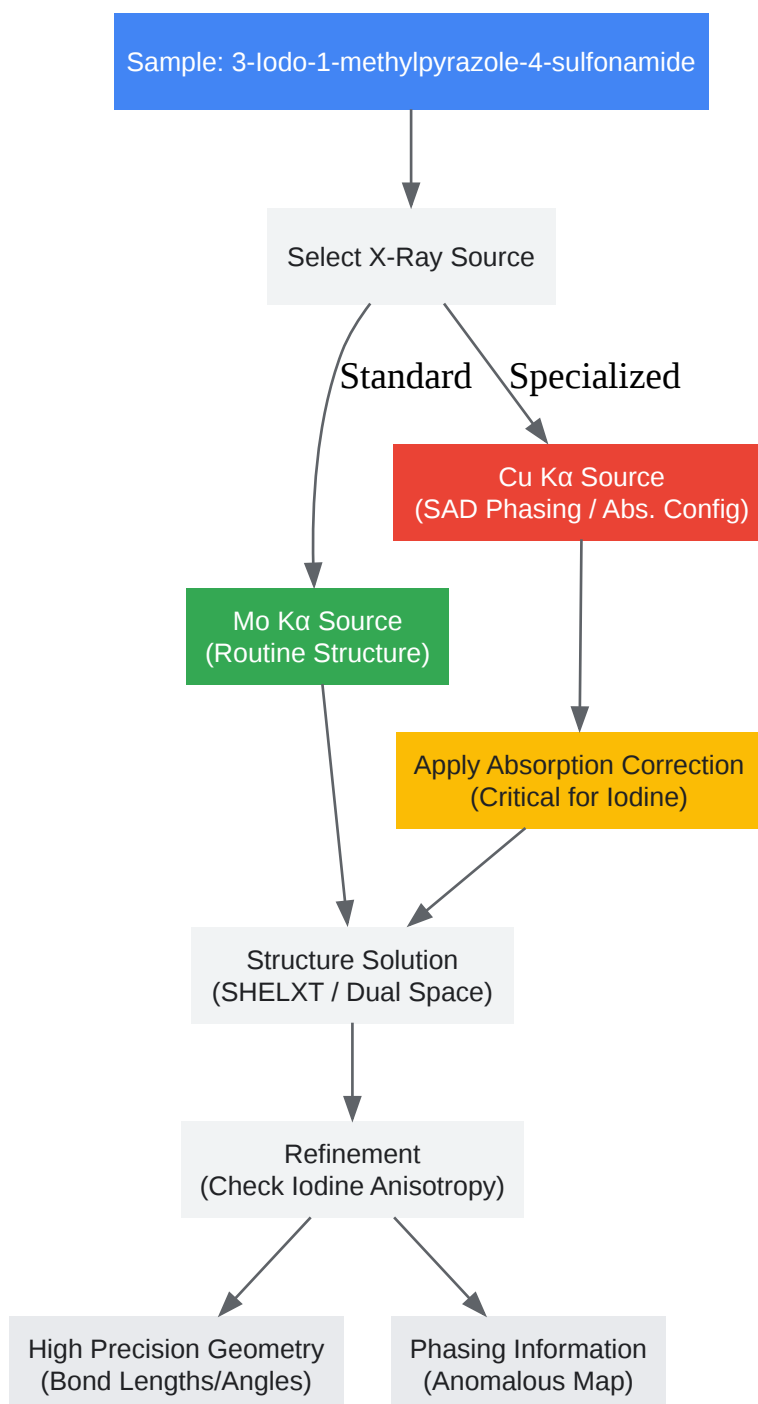 Sample: 3-Iodo-1-methylpyrazole-4-sulfonamide
Select X-Ray Source
Standard
Specialized
Cu Kα Source
(SAD Phasing / Abs. Config)
Mo Kα Source
(Routine Structure)
Apply Absorption Correction
(Critical for Iodine)
Structure Solution
(SHELXT / Dual Space)
Refinement
(Check Iodine Anisotropy)
High Precision Geometry
(Bond Lengths/Angles)
Phasing Information
(Anomalous Map)